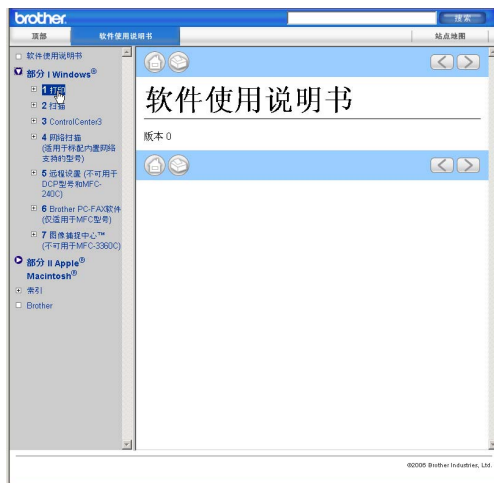 brother.
搜索
顶部
软件使用说明书
站点地图
软件使用说明书
部分 I Windows®
1 打印
2 扫描
3 ControlCenter3
4 网络扫描
(适用于标配内置网络
支持的型号)
5 远程设置 (不可用于
DCP型号和MFC-
240C)
6 Brother PC-FAX软件
(仅适用于MFC型号)
7 图像捕捉中心™
(不可用于MFC-3360C)
部分 II Apple®
Macintosh®
索引
Brother
软件使用说明书
版本 0
©2006 Brother Industries, Ltd.